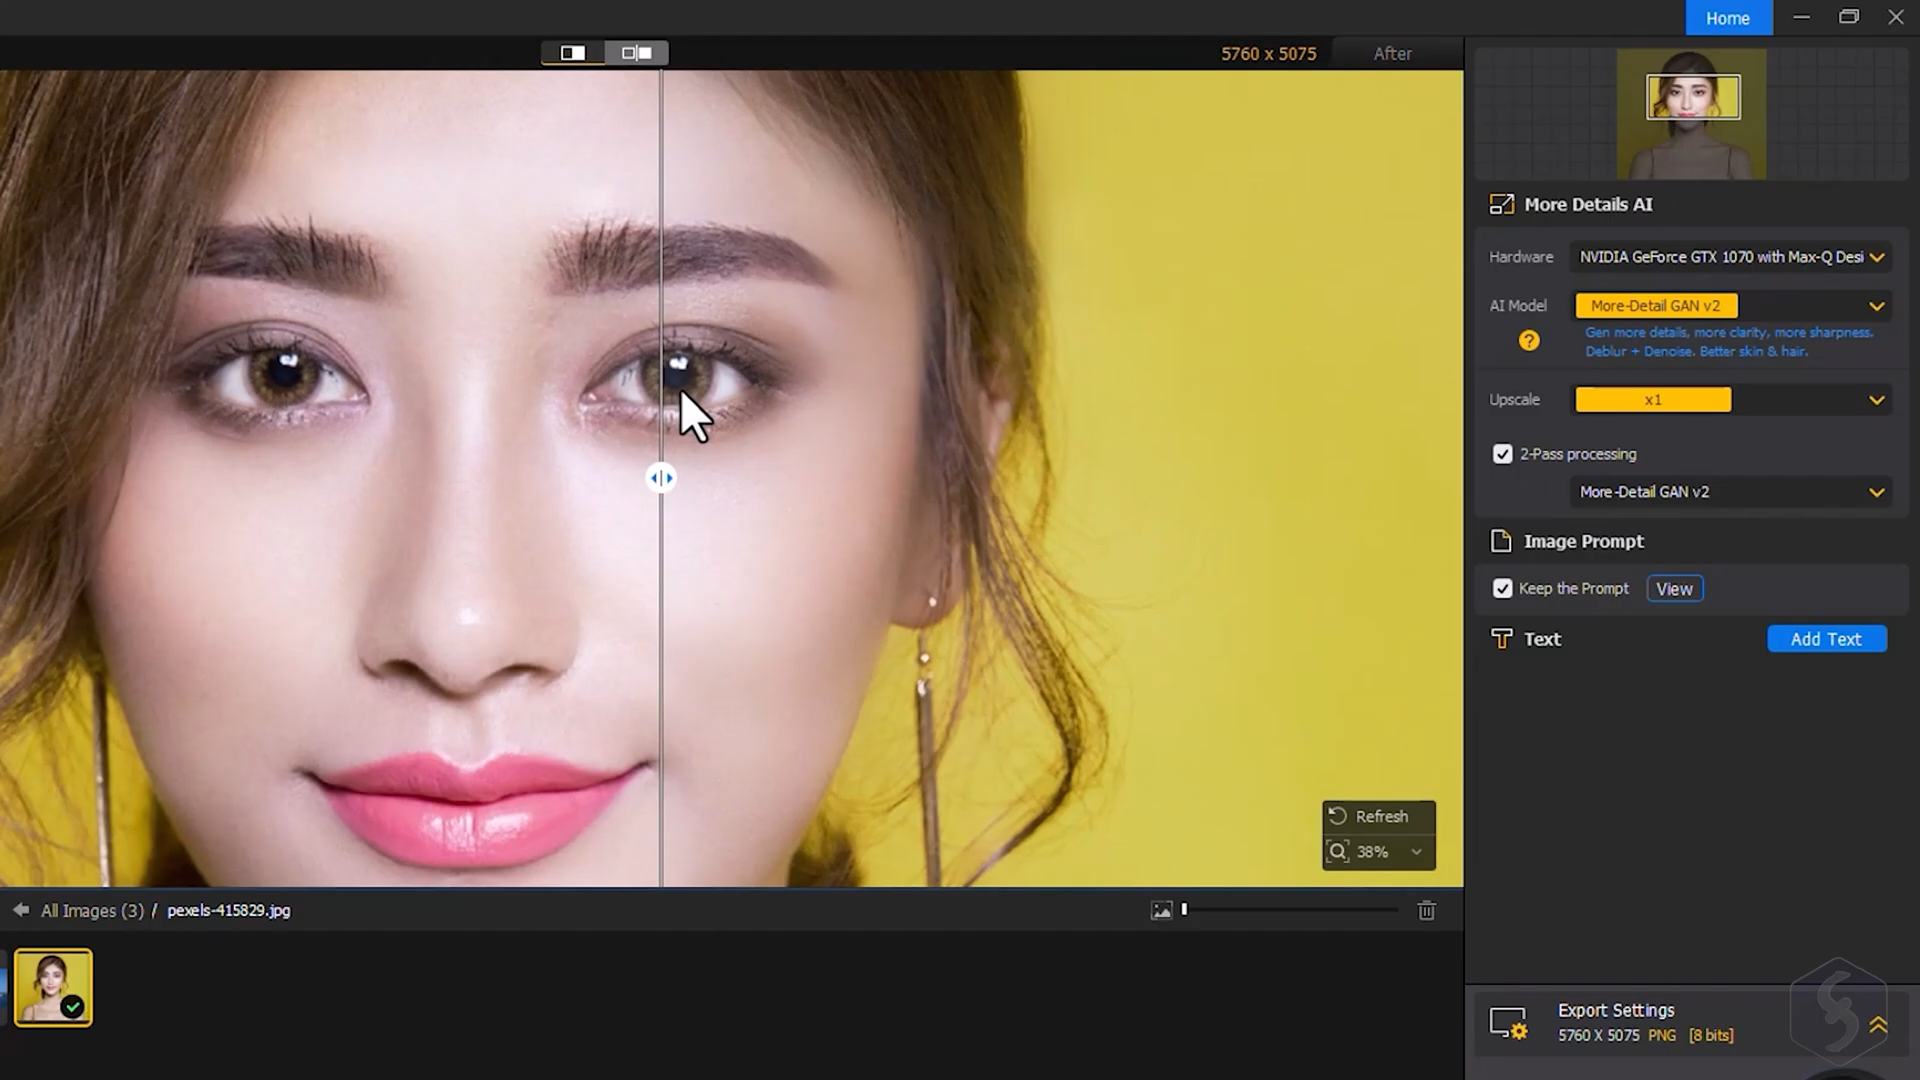 Home
5760 x 5075
After
More Details AI
Hardware
NVIDIA GeForce GTX 1070 with Max-Q Desi
AI Model
More-Detail GAN v2
Gen more details, more clarity, more sharpness.
Deblur + Denoise. Better skin & hair.
?
Upscale
x1
2-Pass processing
More-Detail GAN v2
Image Prompt
Keep the Prompt
View
Text
Add Text
Refresh
38%
All Images (3) / pexels-415829.jpg
Export Settings
5760 X 5075 PNG [8 bits]